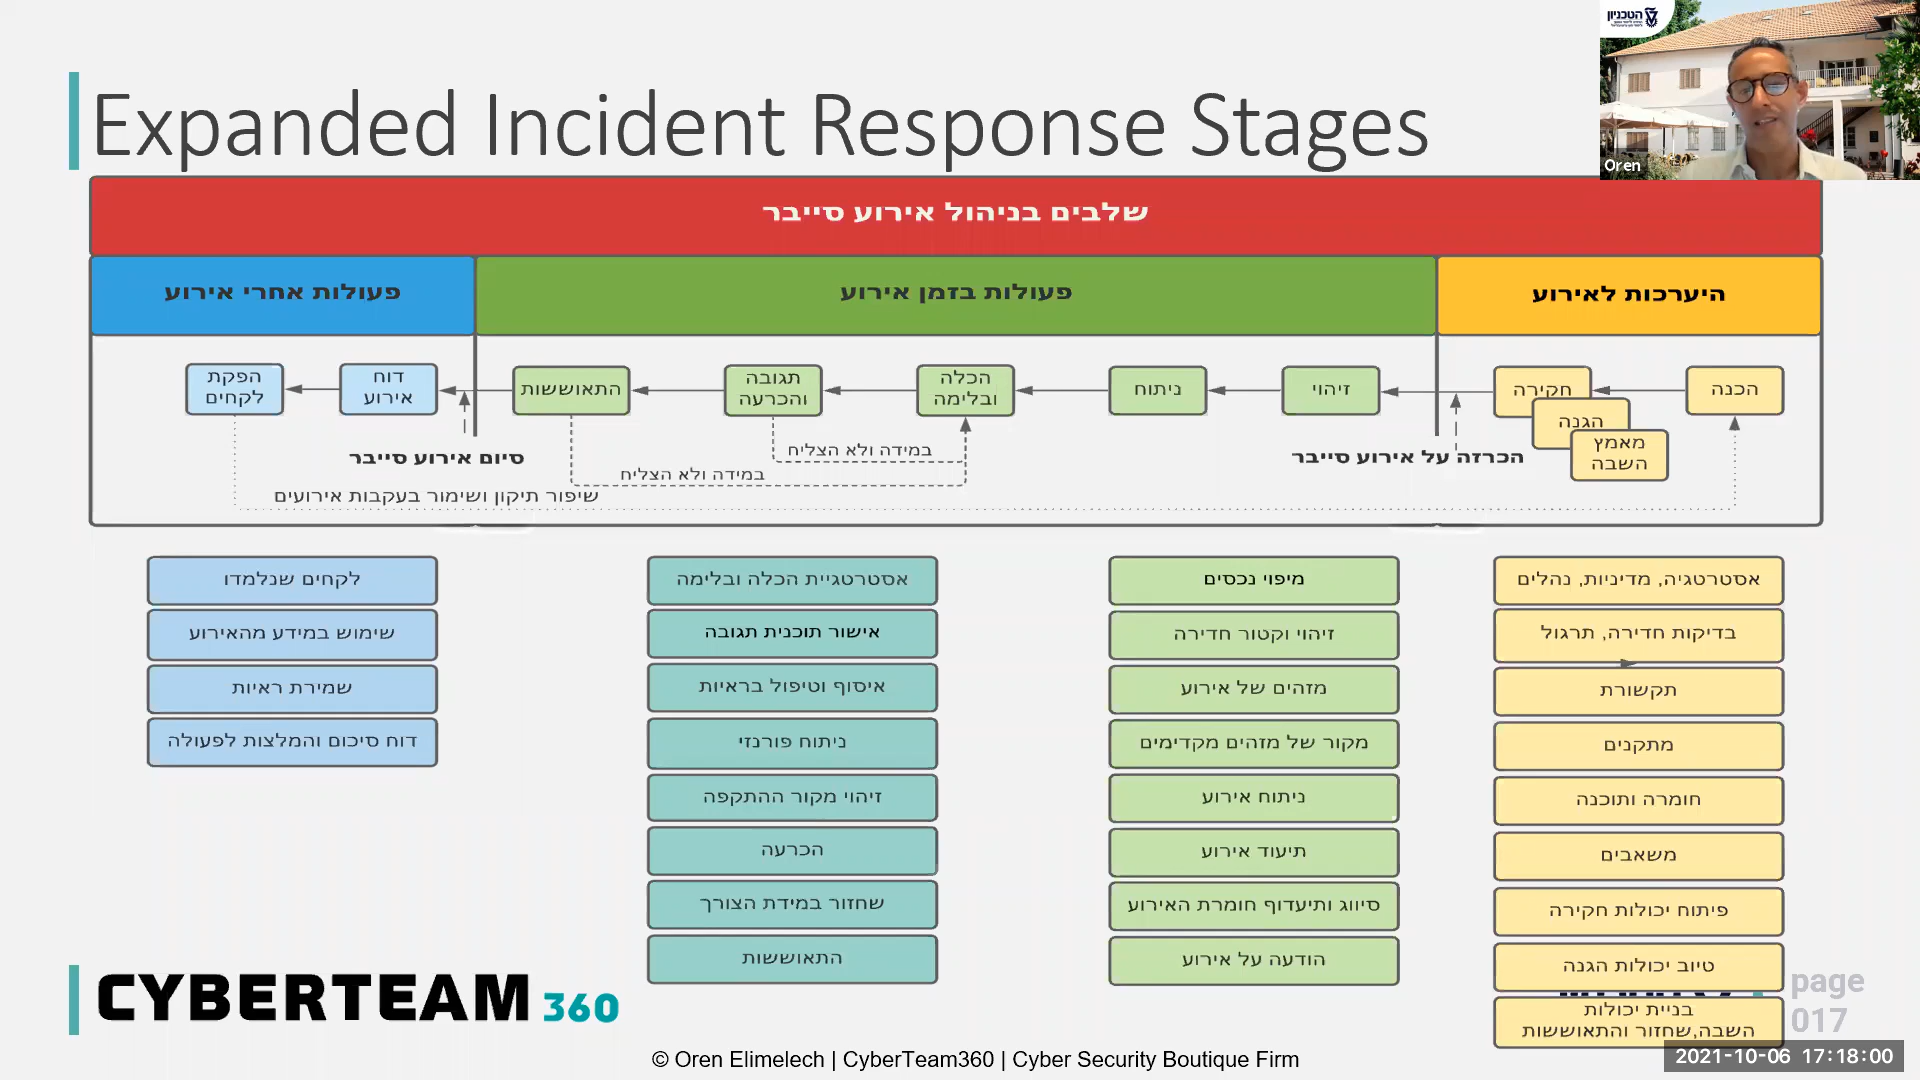 הטכניון
Oren
Expanded Incident Response Stages
שלבים בניהול אירוע סייבר
היערכות לאירוע
פעולות בזמן אירוע
פעולות אחרי אירוע
הכנה
חקירה
הגנה
מאמץ
השבה
הכרזה על אירוע סייבר
זיהוי
ניתוח
הכלה
ובלימה
תגובה
והכרעה
התאוששות
במידה ולא הצליח
במידה ולא הצליח
סיום אירוע סייבר
דוח
אירוע
הפקת
לקחים
שיפור תיקון ושימור בעקבות אירועים
אסטרטגיה, מדיניות, נהלים
בדיקות חדירה, תרגול
תקשורת
מתקנים
חומרה ותוכנה
משאבים
פיתוח יכולות חקירה
טיוב יכולות הגנה
בניית יכולות
השבה,שחזור והתאוששות
מיפוי נכסים
זיהוי וקטור חדירה
מזהים של אירוע
מקור של מזהים מקדימים
ניתוח אירוע
תיעוד אירוע
סיווג ותיעדוף חומרת האירוע
הודעה על אירוע
אסטרטגיית הכלה ובלימה
אישור תוכנית תגובה
איסוף וטיפול בראיות
ניתוח פורנזי
זיהוי מקור ההתקפה
הכרעה
שחזור במידת הצורך
התאוששות
לקחים שנלמדו
שימוש במידע מהאירוע
שמירת ראיות
דוח סיכום והמלצות לפעולה
CYBERTEAM 360
page
017
© Oren Elimelech | CyberTeam360 | Cyber Security Boutique Firm
2021-10-06 17:18:00